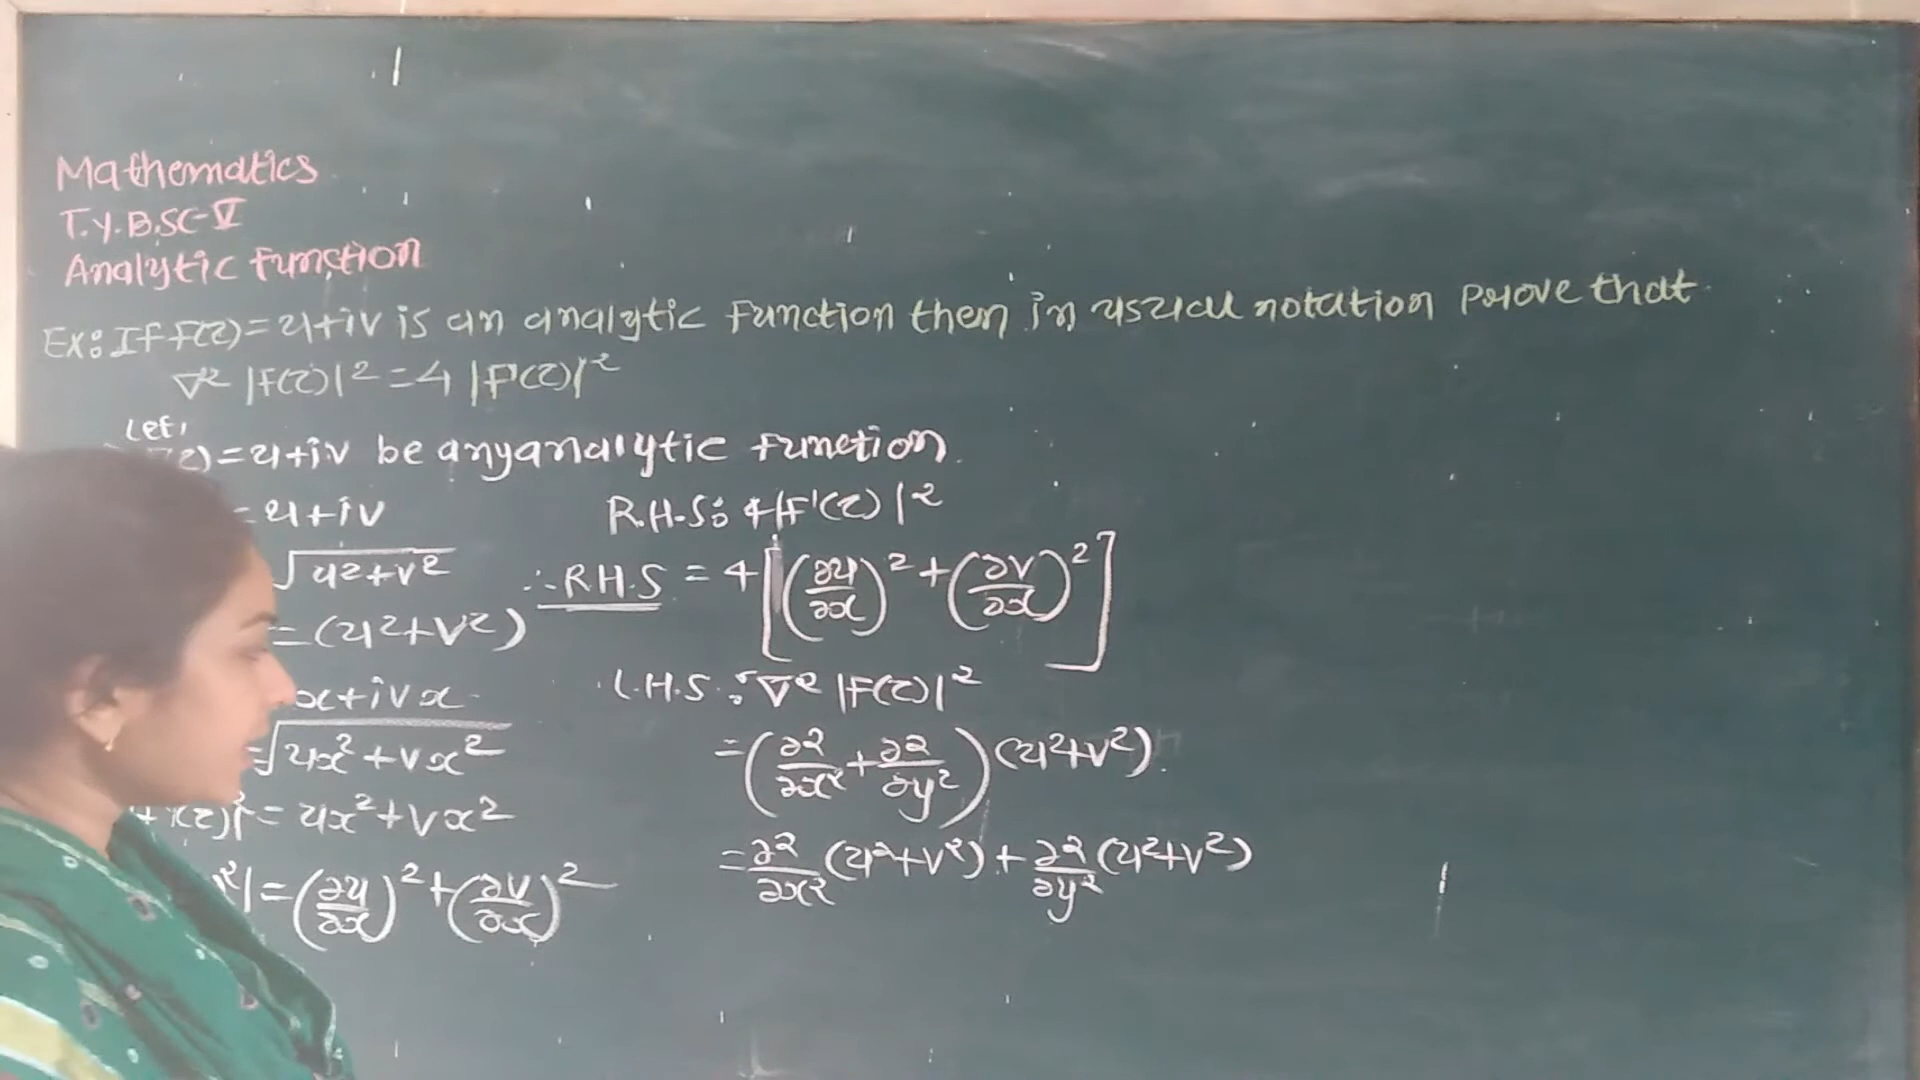 Mathematics
T.Y.B.SC-V
Analytic Function
Ex: If f(z)=u+iv is an analytic Function then in usual notation prove that
∇² |F(z)|² = 4 |F'(z)|²
Let,
z)=u+iv be anyanalytic function.
= u+iv
√u²+v²
= (u²+v²)
x+ivx
=√ux²+vx²
(z)|²= ux²+vx²
²|=(∂u/∂x)²+(∂v/∂x)²
R.H.S: 4|F'(z)|²
∴ R.H.S = 4[(∂u/∂x)²+(∂v/∂x)²]
L.H.S: ∇² |F(z)|²
=(∂²/∂x²+∂²/∂y²)(u²+v²).
=∂²/∂x²(u²+v²)+∂²/∂y²(u²+v²)